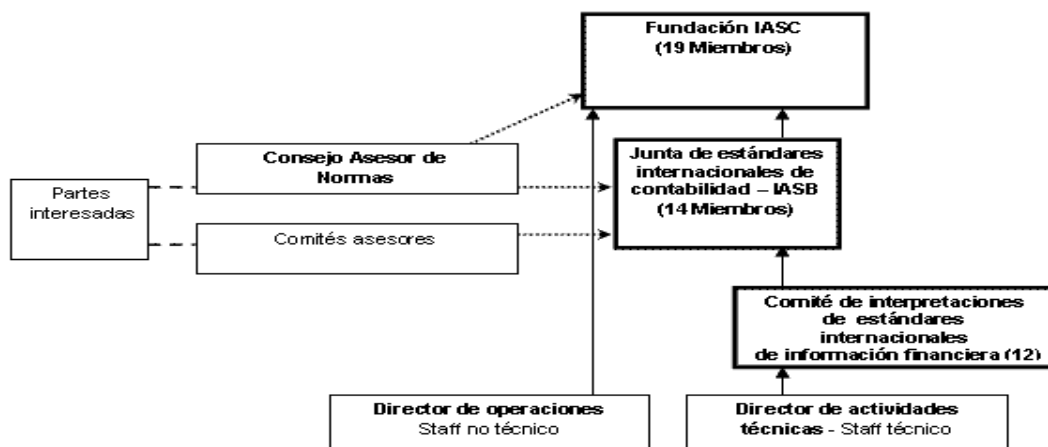 Fundación IASC
(19 Miembros)
Consejo Asesor de
Normas
Junta de estándares
internacionales de
contabilidad – IASB
(14 Miembros)
Partes
interesadas
Comités asesores
Comité de interpretaciones
de estándares
internacionales
de información financiera (12)
Director de operaciones
Staff no técnico
Director de actividades
técnicas - Staff técnico